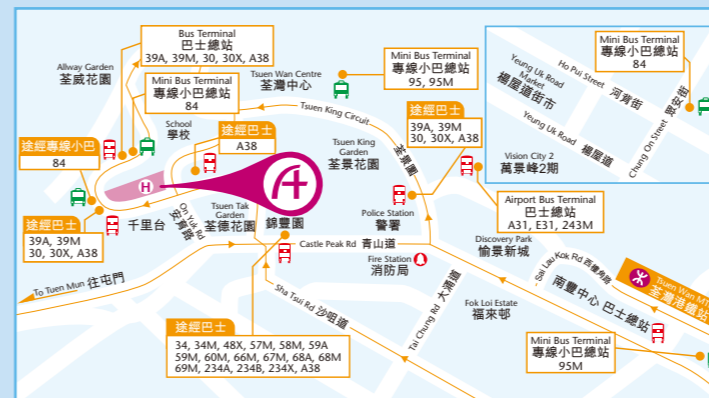 Bus Terminal
巴士總站
39A, 39M, 30, 30X, A38
Allway Garden
荃威花園
Mini Bus Terminal
專線小巴總站
84
Tsuen Wan Centre
荃灣中心
Mini Bus Terminal
專線小巴總站
95, 95M
Mini Bus Terminal
專線小巴總站
84
Yeung Uk Road
Market
楊屋道街市
Ho Pui Street 河背街
Chung On Street 眾安街
Yeung Uk Road 楊屋道
Vision City 2
萬景峰2期
School
學校
途經巴士
A38
Tsuen King Circuit
荃景圍
途經巴士
39A, 39M
30, 30X, A38
Tsuen King
Garden
荃景花園
途經專線小巴
84
H
Airport Bus Terminal
巴士總站
A31, E31, 243M
途經巴士
39A, 39M
30, 30X, A38
千里台
On Yuk Rd
安育路
Tsuen Tak
Garden
荃德花園
錦豐園
Police Station
警署
Castle Peak Rd 青山道
Discovery Park
愉景新城
Fire Station
消防局
Sai Lau Kok Rd 西樓角路
Tsuen Wan MT
荃灣港鐵站
To Tuen Mun 往屯門
Sha Tsui Rd 沙咀道
Tai Chung Rd 大涌道
Fok Loi Estate
福來邨
南豐中心 巴士總站
途經巴士
34, 34M, 48X, 57M, 58M, 59A
59M, 60M, 66M, 67M, 68A, 68M
69M, 234A, 234B, 234X, A38
Mini Bus Terminal
專線小巴總站
95M